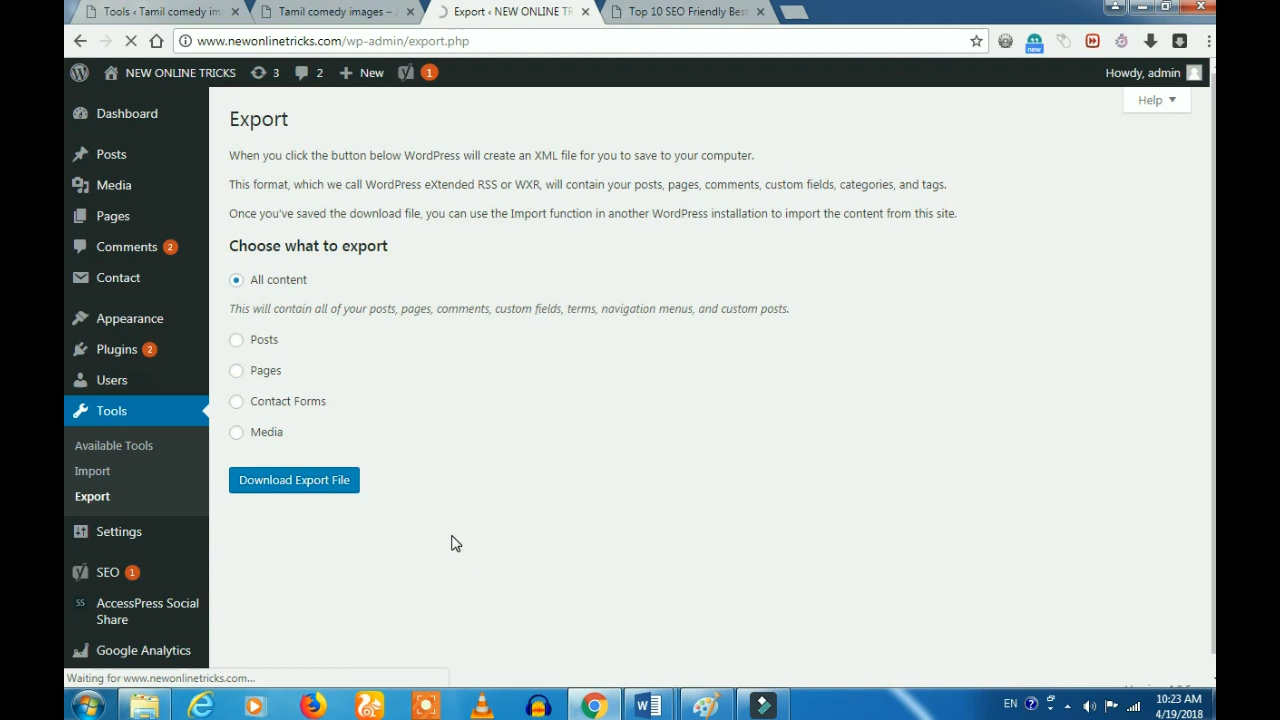 Tools ‹ Tamil comedy im
Tamil comedy images –
Export ‹ NEW ONLINE TR
Top 10 SEO Friendly Best
www.newonlinetricks.com/wp-admin/export.php
new
NEW ONLINE TRICKS 3 2 New 1
Howdy, admin
Help
Dashboard
Posts
Media
Pages
Comments 2
Contact
Appearance
Plugins 2
Users
Tools
Available Tools
Import
Export
Settings
SEO 1
SS AccessPress Social
Share
Google Analytics
Export
When you click the button below WordPress will create an XML file for you to save to your computer.
This format, which we call WordPress eXtended RSS or WXR, will contain your posts, pages, comments, custom fields, categories, and tags.
Once you've saved the download file, you can use the Import function in another WordPress installation to import the content from this site.
Choose what to export
All content
This will contain all of your posts, pages, comments, custom fields, terms, navigation menus, and custom posts.
Posts
Pages
Contact Forms
Media
Download Export File
Waiting for www.newonlinetricks.com...
EN
10:23 AM
4/19/2018